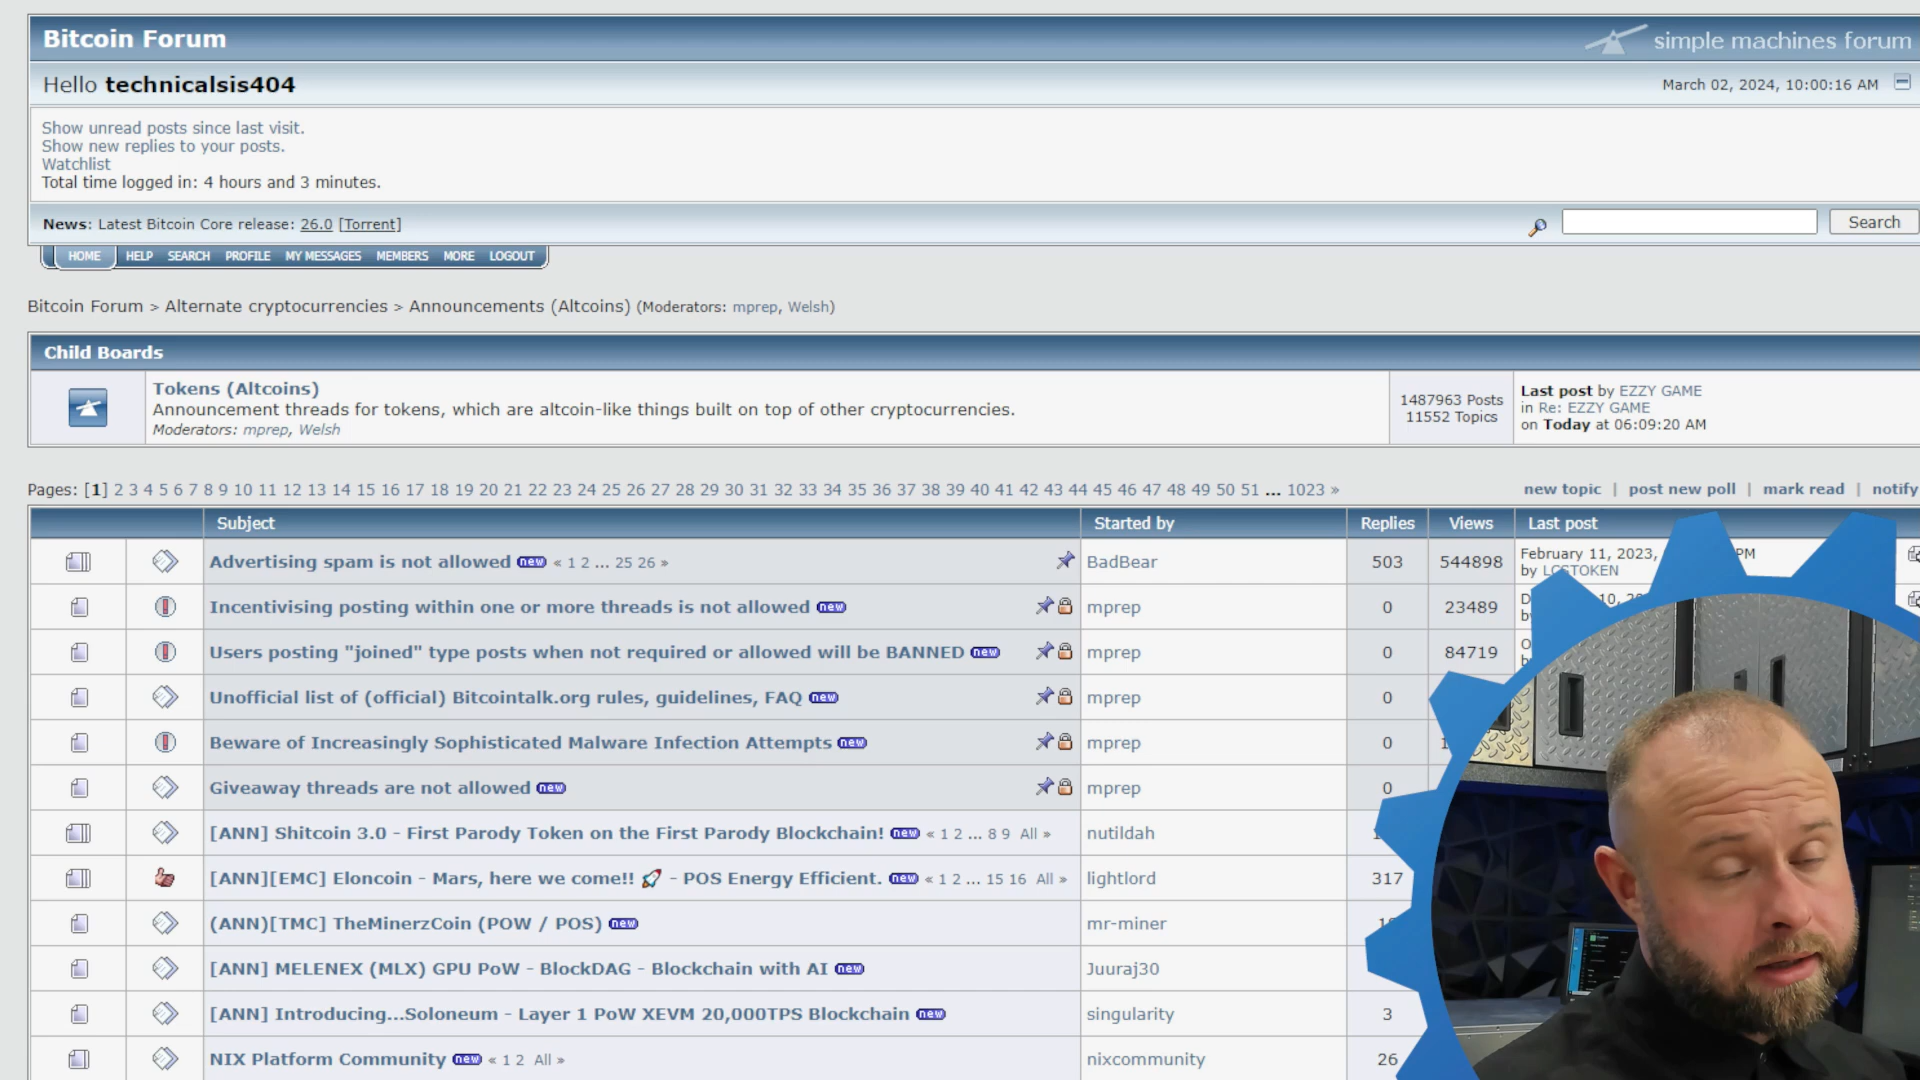 Bitcoin Forum
simple machines forum
Hello technicalsis404
March 02, 2024, 10:00:16 AM
Show unread posts since last visit.
Show new replies to your posts.
Watchlist
Total time logged in: 4 hours and 3 minutes.
News: Latest Bitcoin Core release: 26.0 [Torrent]
Search
HOME HELP SEARCH PROFILE MY MESSAGES MEMBERS MORE LOGOUT
Bitcoin Forum > Alternate cryptocurrencies > Announcements (Altcoins) (Moderators: mprep, Welsh)
Child Boards
Tokens (Altcoins)
Announcement threads for tokens, which are altcoin-like things built on top of other cryptocurrencies.
Moderators: mprep, Welsh
1487963 Posts
11552 Topics
Last post by EZZY GAME
in Re: EZZY GAME
on Today at 06:09:20 AM
Pages: [1] 2 3 4 5 6 7 8 9 10 11 12 13 14 15 16 17 18 19 20 21 22 23 24 25 26 27 28 29 30 31 32 33 34 35 36 37 38 39 40 41 42 43 44 45 46 47 48 49 50 51 ... 1023 »
new topic | post new poll | mark read | notify
Subject Started by Replies Views Last post
Advertising spam is not allowed new « 1 2 ... 25 26 » BadBear 503 544898 February 11, 2023, PM
by LCSTOKEN
Incentivising posting within one or more threads is not allowed new mprep 0 23489
Users posting "joined" type posts when not required or allowed will be BANNED new mprep 0 84719
Unofficial list of (official) Bitcointalk.org rules, guidelines, FAQ new mprep 0
Beware of Increasingly Sophisticated Malware Infection Attempts new mprep 0
Giveaway threads are not allowed new mprep 0
[ANN] Shitcoin 3.0 - First Parody Token on the First Parody Blockchain! new « 1 2 ... 8 9 All » nutildah
[ANN][EMC] Eloncoin - Mars, here we come!! 🚀 - POS Energy Efficient. new « 1 2 ... 15 16 All » lightlord 317
(ANN)[TMC] TheMinerzCoin (POW / POS) new mr-miner
[ANN] MELENEX (MLX) GPU PoW - BlockDAG - Blockchain with AI new Juuraj30
[ANN] Introducing...Soloneum - Layer 1 PoW XEVM 20,000TPS Blockchain new singularity 3
NIX Platform Community new « 1 2 All » nixcommunity 26